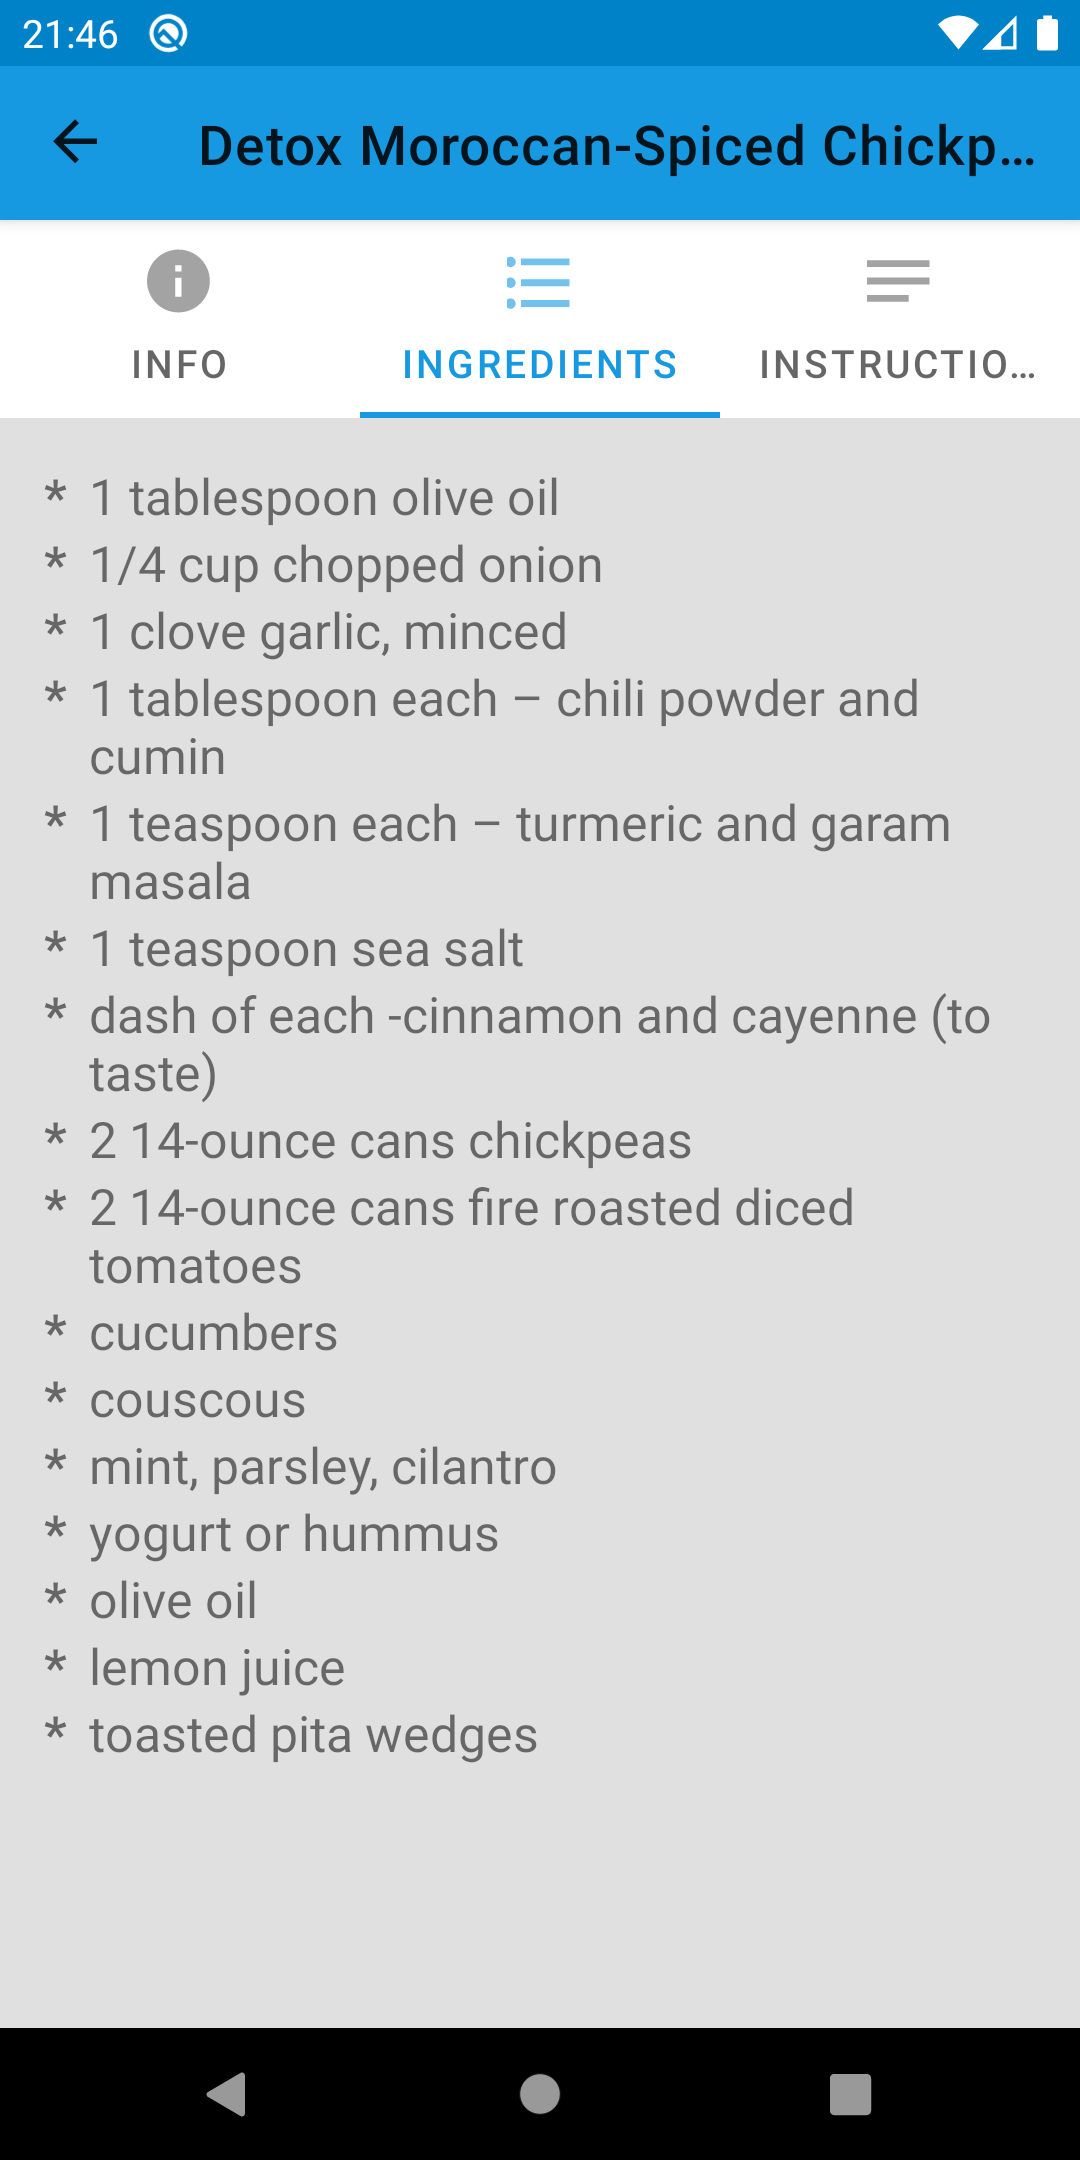 21:46
Detox Moroccan-Spiced Chickp...
INFO
INGREDIENTS
INSTRUCTIO...
* 1 tablespoon olive oil
* 1/4 cup chopped onion
* 1 clove garlic, minced
* 1 tablespoon each – chili powder and
cumin
* 1 teaspoon each – turmeric and garam
masala
* 1 teaspoon sea salt
* dash of each -cinnamon and cayenne (to
taste)
* 2 14-ounce cans chickpeas
* 2 14-ounce cans fire roasted diced
tomatoes
* cucumbers
* couscous
* mint, parsley, cilantro
* yogurt or hummus
* olive oil
* lemon juice
* toasted pita wedges